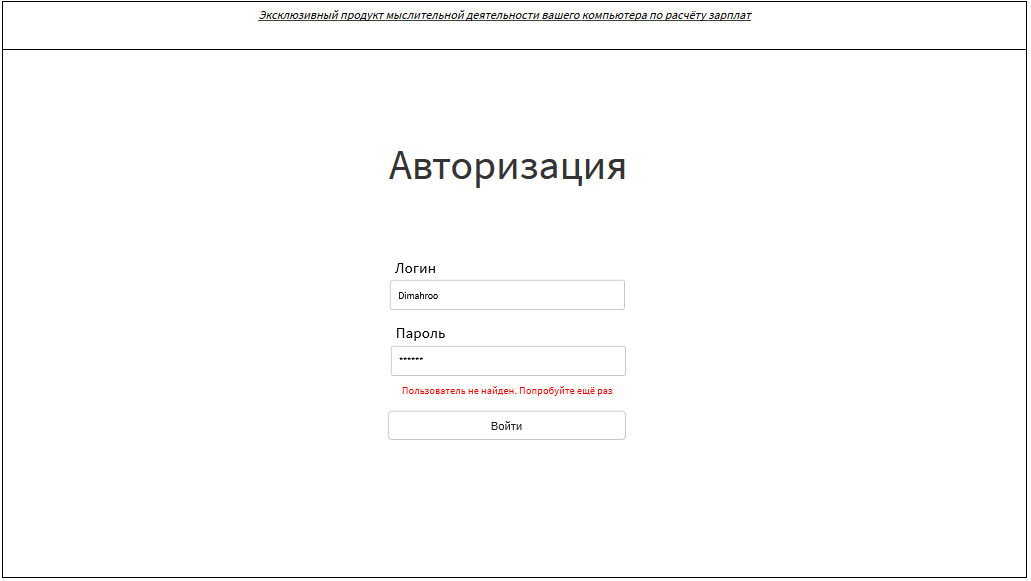 Эксклюзивный продукт мыслительной деятельности вашего компьютера по расчёту зарплат
Авторизация
Логин
Dimahroo
Пароль
******
Пользователь не найден. Попробуйте ещё раз
Войти